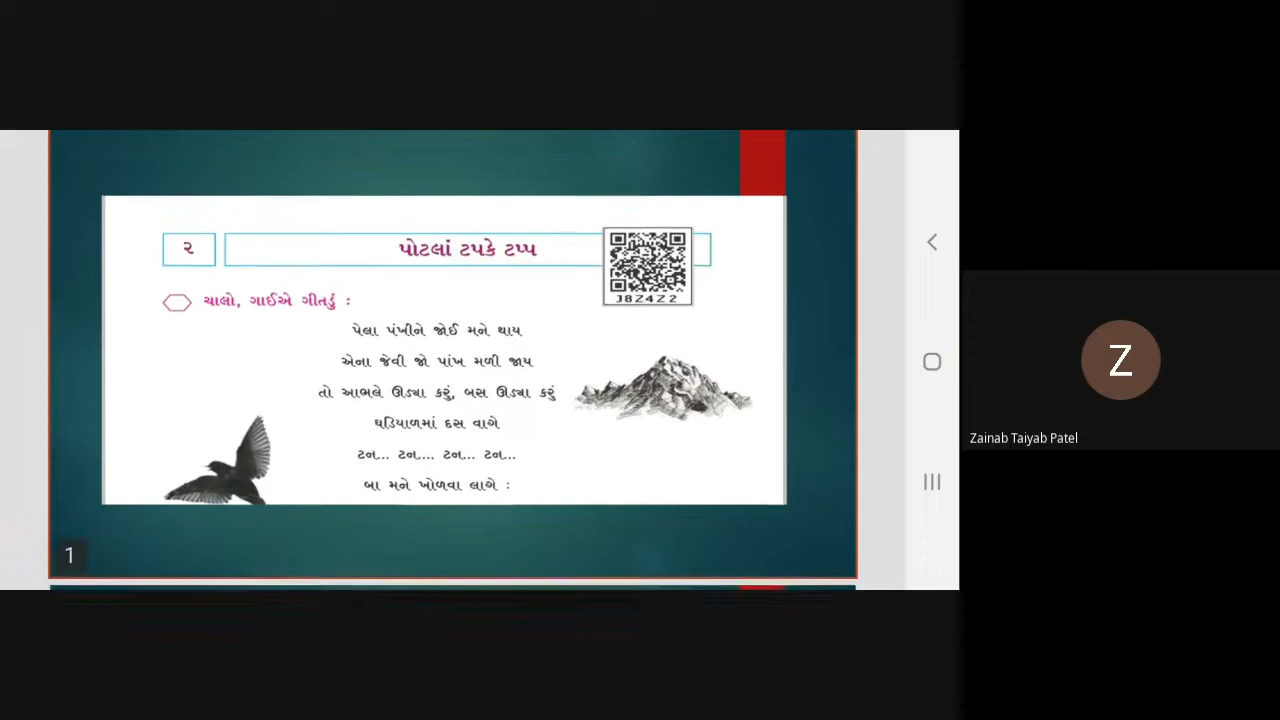 ૨
પોટલાં ટપકે ટપ્પ
J8Z4Z2
ચાલો, ગાઈએ ગીતડું :
પેલા પંખીને જોઈ મને થાય
એના જેવી જો પાંખ મળી જાય
તો આભલે ઊડ્યા કરું, બસ ઊડ્યા કરું
ઘડિયાળમાં દસ વાગે
ટન... ટન.... ટન... ટન...
બા મને ખોળવા લાગે :
1
Z
Zainab Taiyab Patel